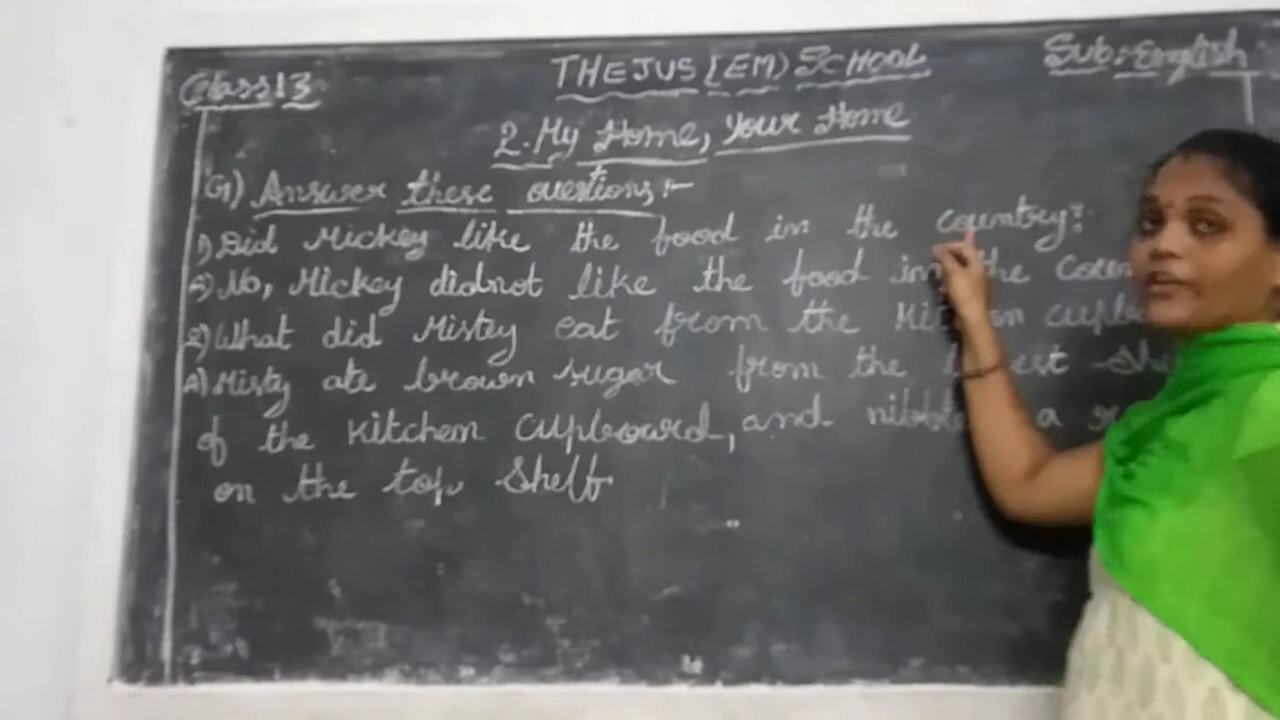 Class:3 THEJUS (EM) SCHOOL Sub:-English
2. My Home, Your Home
G) Answer these questions:-
1) Did Mickey like the food in the country?
A) No, Mickey didnot like the food in the
2) What did Mistey eat from the
A) Misty ate brown sugar from the
of the kitchen cupboard, and a
on the top shelf